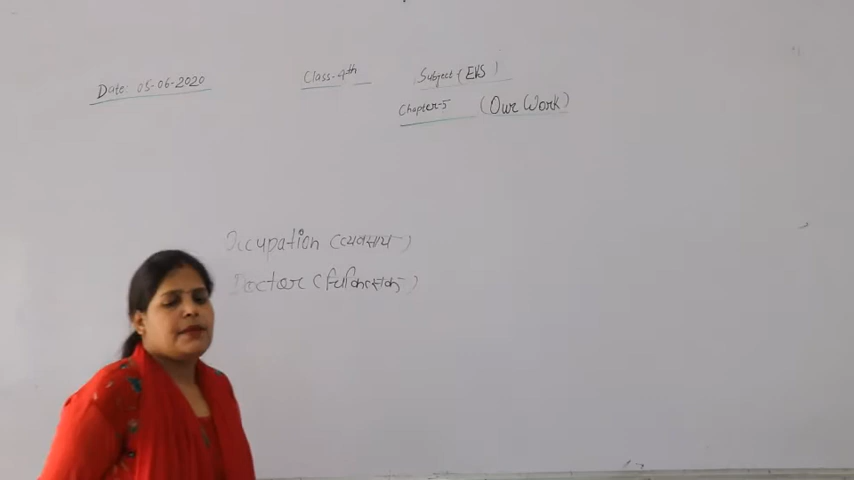 Date: 05-06-2020 Class-4th Subject (EVS)
Chapter-5 (Our Work)
Occupation (व्यवसाय)
Doctor (चिकित्सक)